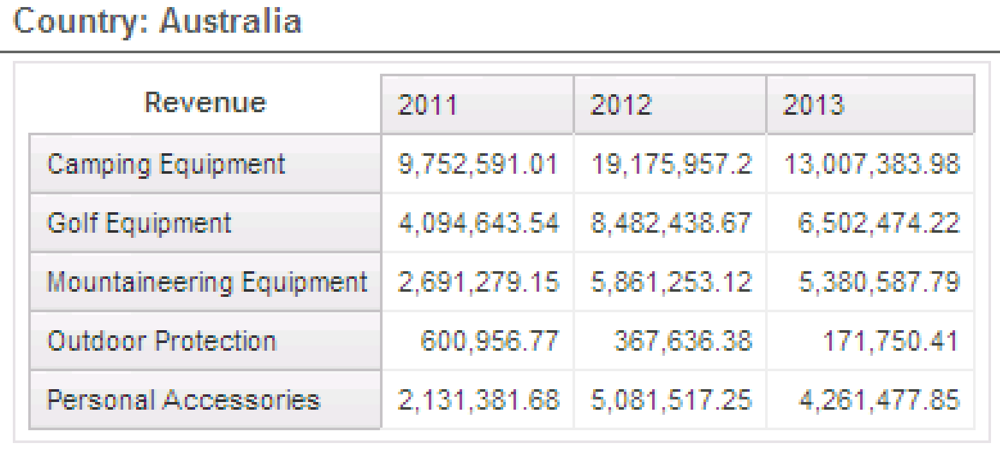 Country: Australia
Revenue 2011 2012 2013
Camping Equipment 9,752,591.01 19,175,957.2 13,007,383.98
Golf Equipment 4,094,643.54 8,482,438.67 6,502,474.22
Mountaineering Equipment 2,691,279.15 5,861,253.12 5,380,587.79
Outdoor Protection 600,956.77 367,636.38 171,750.41
Personal Accessories 2,131,381.68 5,081,517.25 4,261,477.85